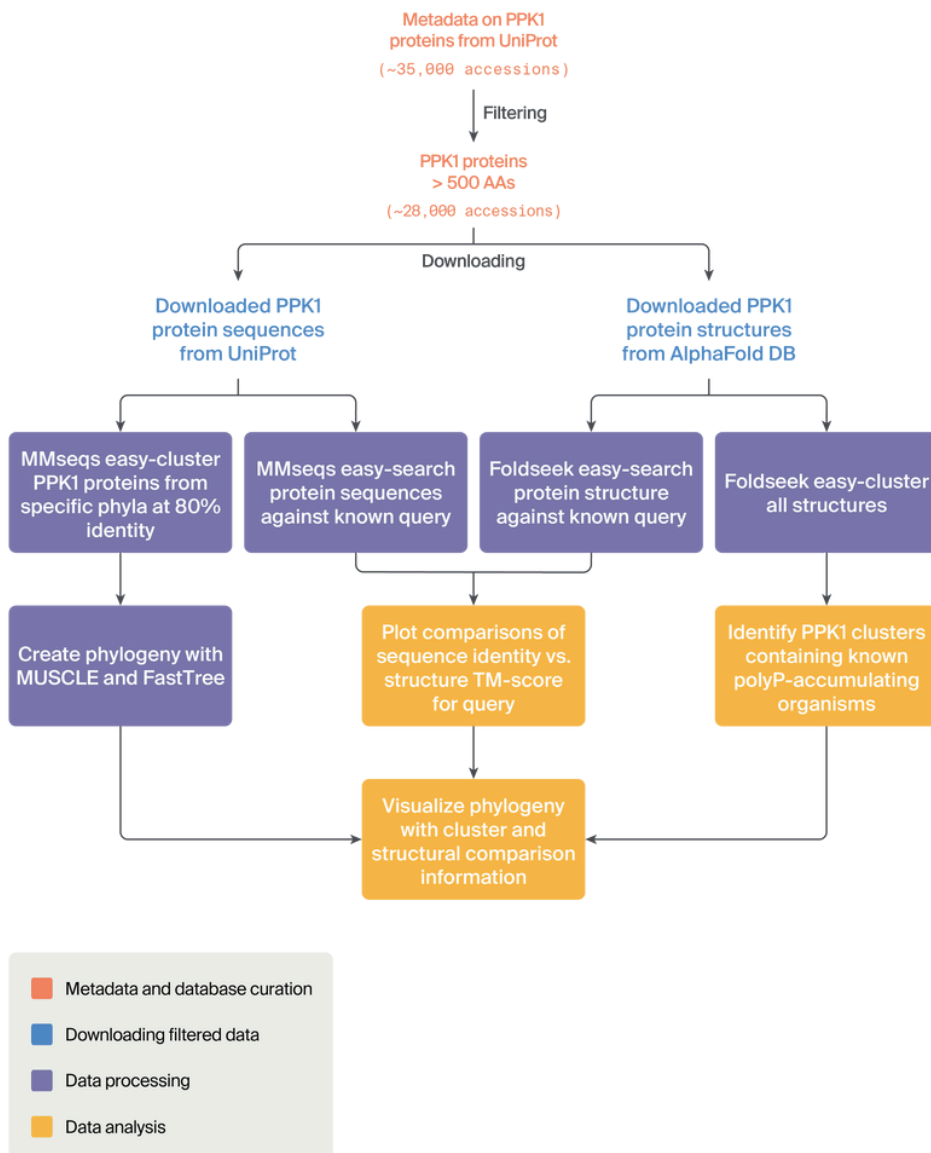 Metadata on PPK1
proteins from UniProt
(~35,000 accessions)
Filtering
PPK1 proteins
> 500 AAs
(~28,000 accessions)
Downloading
Downloaded PPK1
protein sequences
from UniProt
Downloaded PPK1
protein structures
from AlphaFold DB
MMseqs easy-cluster
PPK1 proteins from
specific phyla at 80%
identity
MMseqs easy-search
protein sequences
against known query
Foldseek easy-search
protein structure
against known query
Foldseek easy-cluster
all structures
Create phylogeny with
MUSCLE and FastTree
Plot comparisons of
sequence identity vs.
structure TM-score
for query
Identify PPK1 clusters
containing known
polyP-accumulating
organisms
Visualize phylogeny
with cluster and
structural comparison
information
Metadata and database curation
Downloading filtered data
Data processing
Data analysis